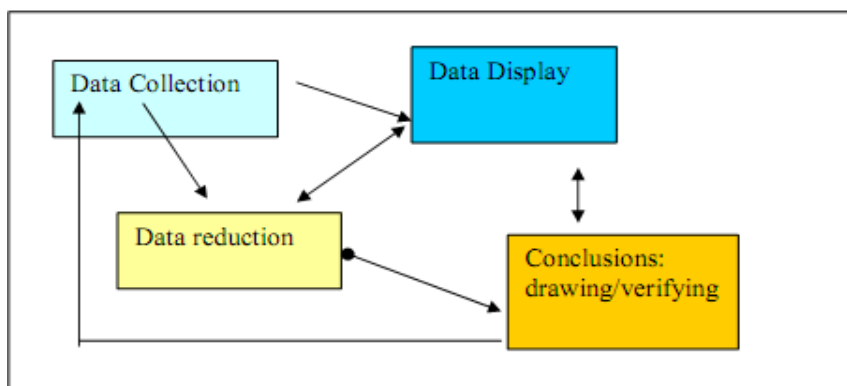 Data Collection
Data Display
Data reduction
Conclusions:
drawing/verifying